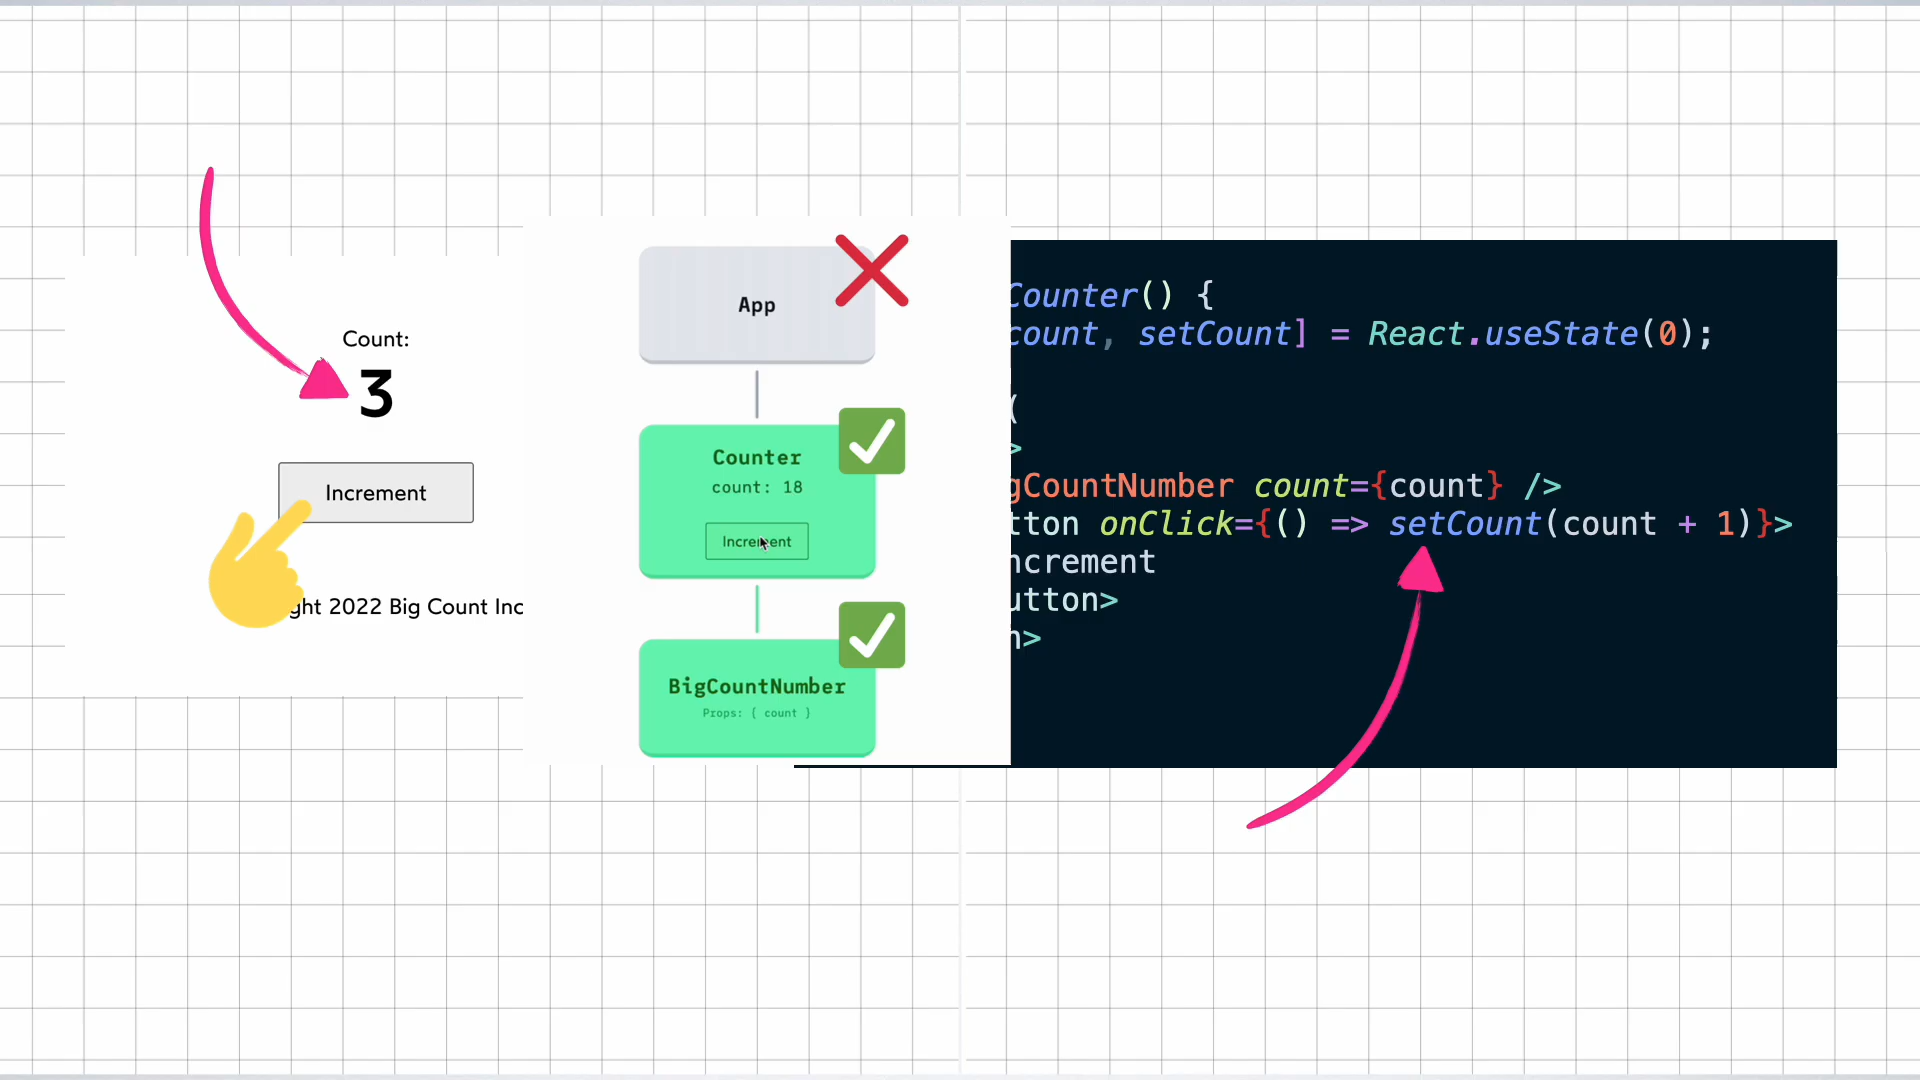 Count:
3
Increment
ght 2022 Big Count Inc
App
Counter
count: 18
Increment
BigCountNumber
Props: { count }
Counter() {
count, setCount] = React.useState(0);
(
>
gCountNumber count={count} />
tton onClick={() => setCount(count + 1)}>
ncrement
utton>
>